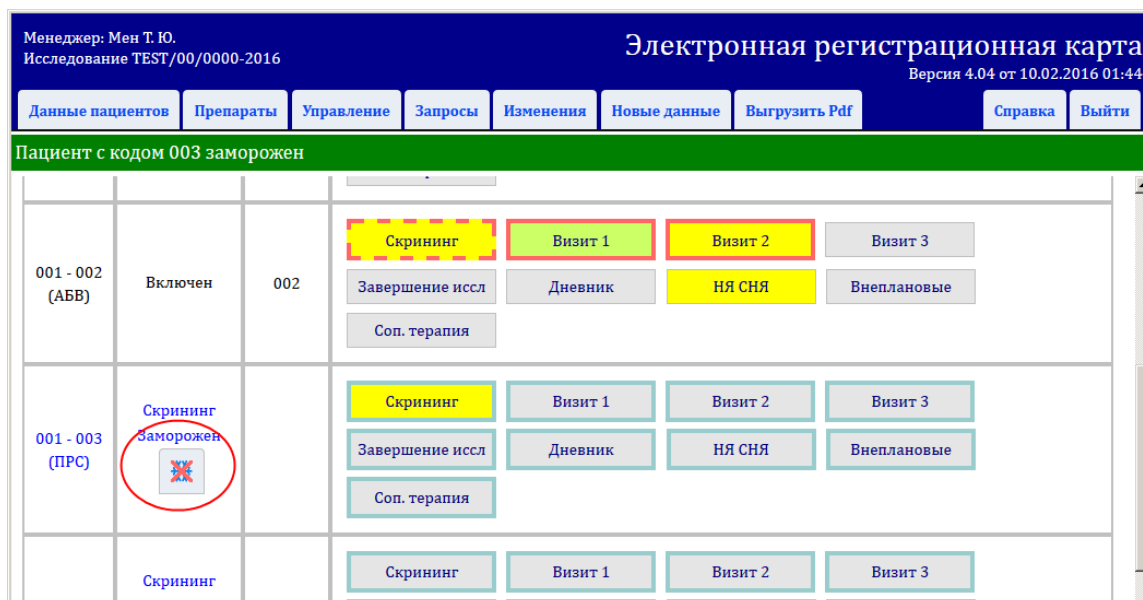 Менеджер: Мен Т. Ю.
Исследование TEST/00/0000-2016
Электронная регистрационная карта
Версия 4.04 от 10.02.2016 01:44
Данные пациентов Препараты Управление Запросы Изменения Новые данные Выгрузить Pdf Справка Выйти
Пациент с кодом 003 заморожен
Скрининг Визит 1 Визит 2 Визит 3
001 - 002
(АБВ)
Включен
002
Завершение иссл Дневник НЯ СНЯ Внеплановые
Соп. терапия
Скрининг Визит 1 Визит 2 Визит 3
001 - 003
(ПРС)
Скрининг
Заморожен
Завершение иссл Дневник НЯ СНЯ Внеплановые
Соп. терапия
Скрининг
Скрининг Визит 1 Визит 2 Визит 3